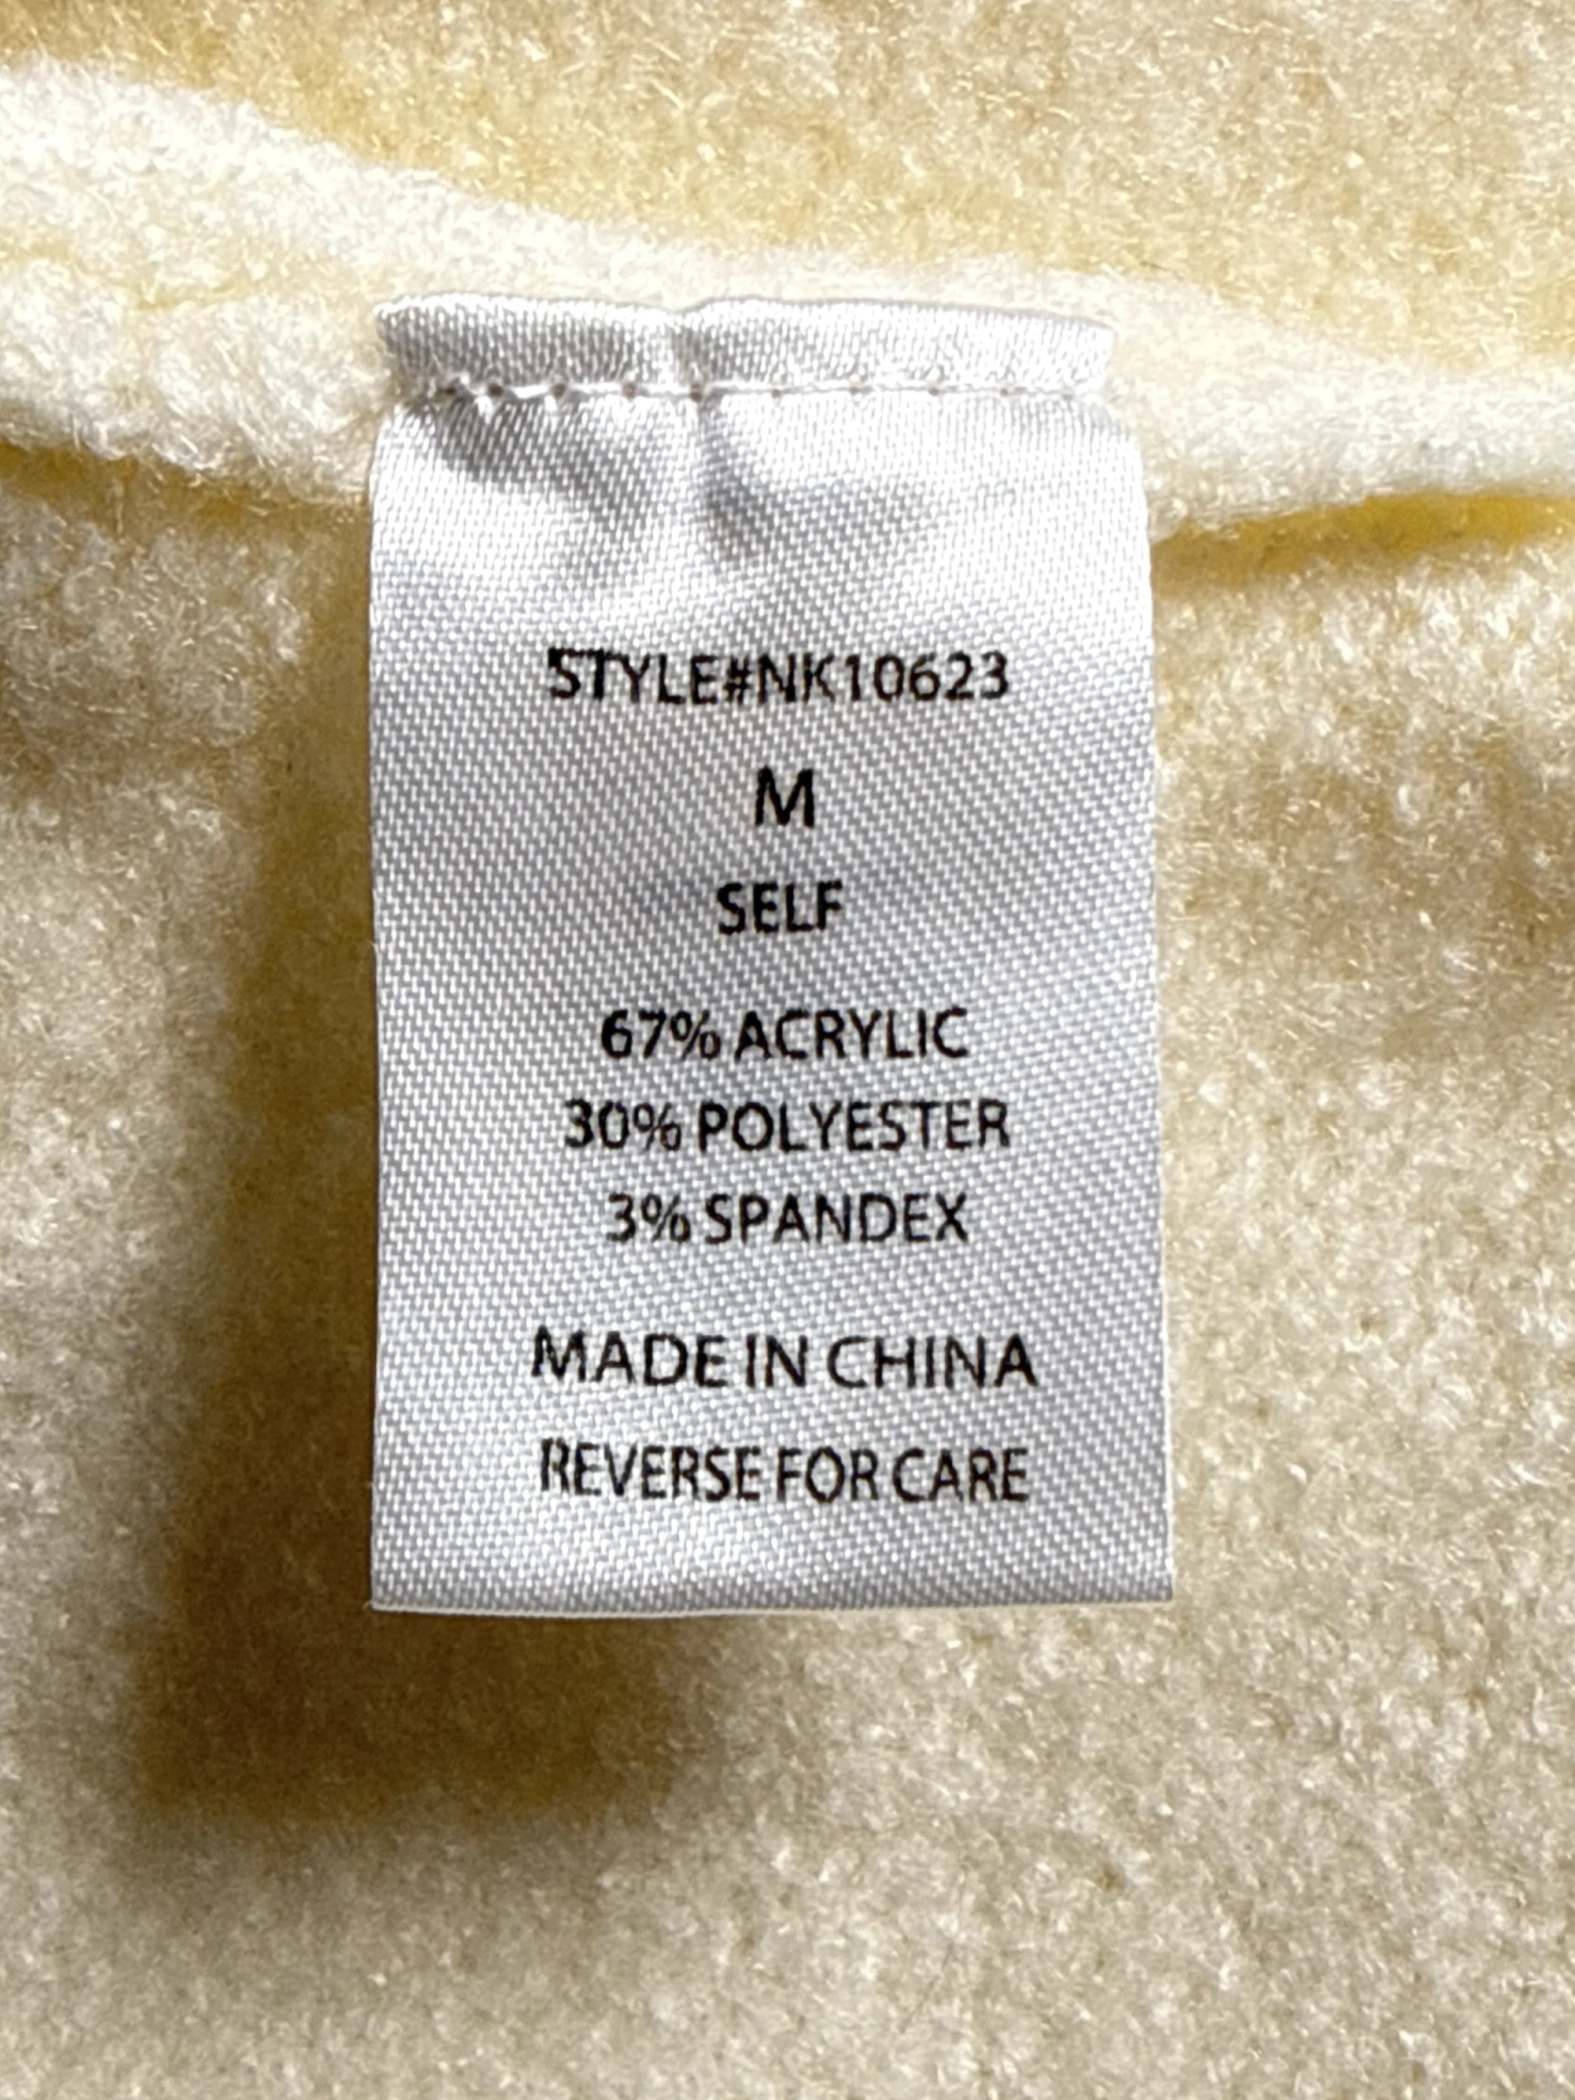 STYLE#NK10623
M
SELF
67% ACRYLIC
30% POLYESTER
3% SPANDEX
MADE IN CHINA
REVERSE FOR CARE